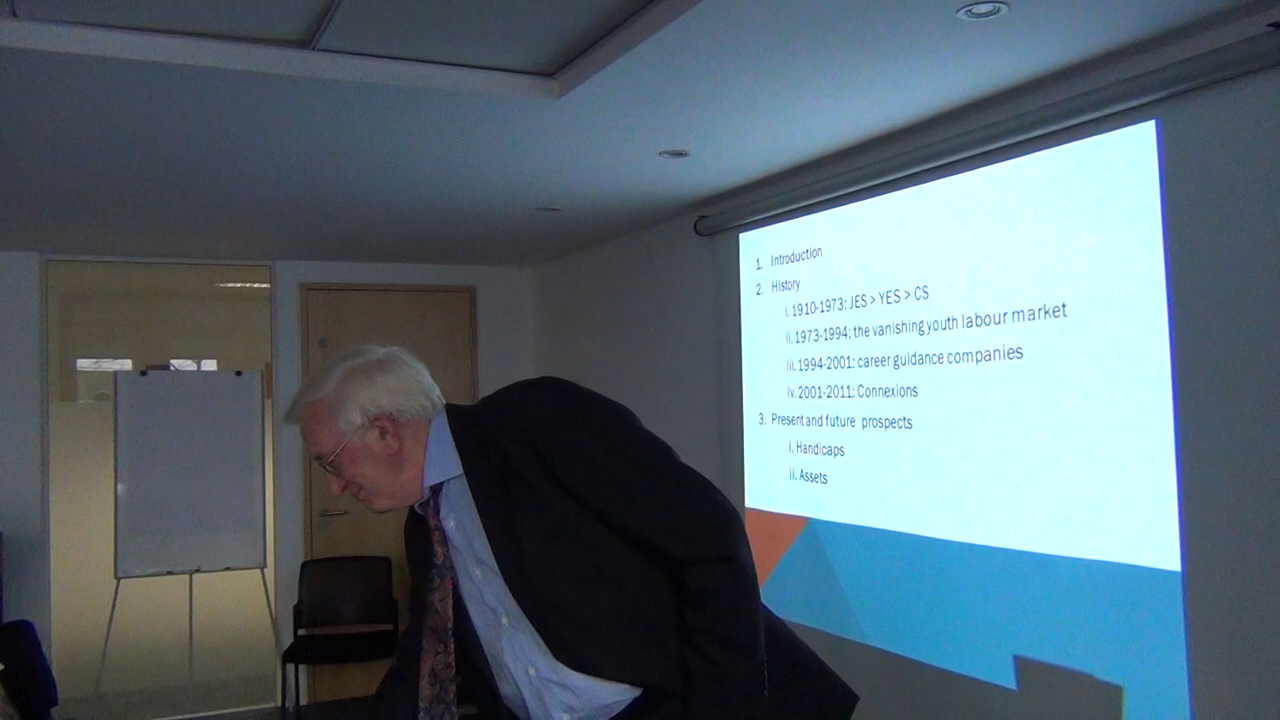 1. Introduction
2. History
i. 1910-1973: JES > YES > CS
ii. 1973-1994: the vanishing youth labour market
iii. 1994-2001: career guidance companies
iv. 2001-2011: Connexions
3. Present and future prospects
i. Handicaps
ii. Assets